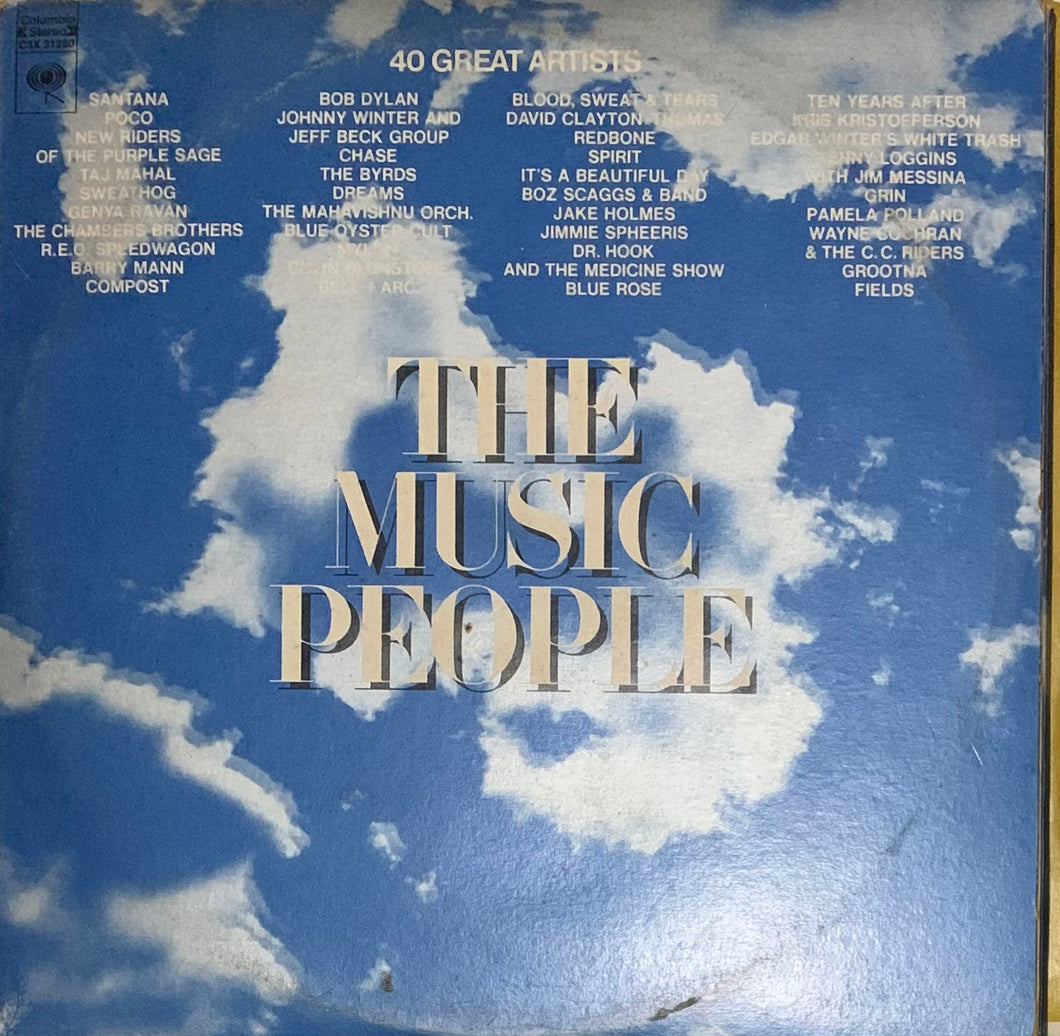 Columbia
Stereo
C3X 31280
40 GREAT ARTISTS
SANTANA
POCO
NEW RIDERS
OF THE PURPLE SAGE
TAJ MAHAL
SWEATHOG
GENYA RAVAN
THE CHAMBERS BROTHERS
R.E.O. SPEEDWAGON
BARRY MANN
COMPOST
BOB DYLAN
JOHNNY WINTER AND
JEFF BECK GROUP
CHASE
THE BYRDS
DREAMS
THE MAHAVISHNU ORCH.
BLUE OYSTER CULT
MYLON
BELL + ARC
BLOOD, SWEAT & TEARS
DAVID CLAYTON-THOMAS
REDBONE
SPIRIT
IT'S A BEAUTIFUL DAY
BOZ SCAGGS & BAND
JAKE HOLMES
JIMMIE SPHEERIS
DR. HOOK
AND THE MEDICINE SHOW
BLUE ROSE
TEN YEARS AFTER
KRIS KRISTOFFERSON
EDGAR WINTER'S WHITE TRASH
KENNY LOGGINS
WITH JIM MESSINA
GRIN
PAMELA POLLAND
WAYNE COCHRAN
& THE C.C. RIDERS
GROOTNA
FIELDS
THE
MUSIC
PEOPLE